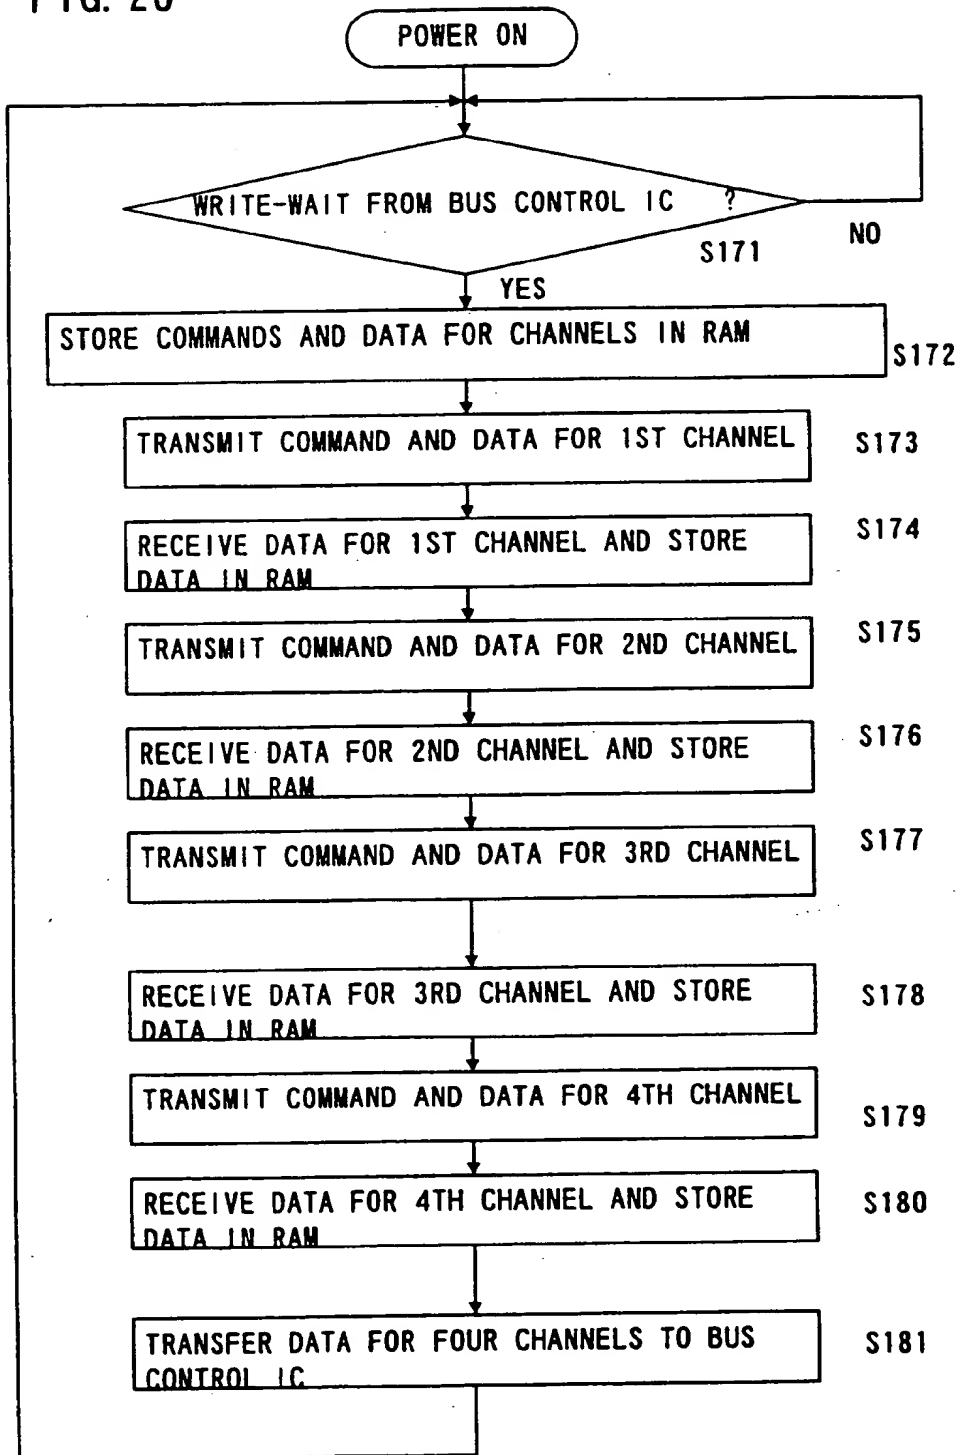 FIG. 20
POWER ON
WRITE-WAIT FROM BUS CONTROL IC ?
S171
NO
YES
STORE COMMANDS AND DATA FOR CHANNELS IN RAM
S172
TRANSMIT COMMAND AND DATA FOR 1ST CHANNEL
S173
RECEIVE DATA FOR 1ST CHANNEL AND STORE
DATA IN RAM
S174
TRANSMIT COMMAND AND DATA FOR 2ND CHANNEL
S175
RECEIVE DATA FOR 2ND CHANNEL AND STORE
DATA IN RAM
S176
TRANSMIT COMMAND AND DATA FOR 3RD CHANNEL
S177
RECEIVE DATA FOR 3RD CHANNEL AND STORE
DATA IN RAM
S178
TRANSMIT COMMAND AND DATA FOR 4TH CHANNEL
S179
RECEIVE DATA FOR 4TH CHANNEL AND STORE
DATA IN RAM
S180
TRANSFER DATA FOR FOUR CHANNELS TO BUS
CONTROL IC
S181